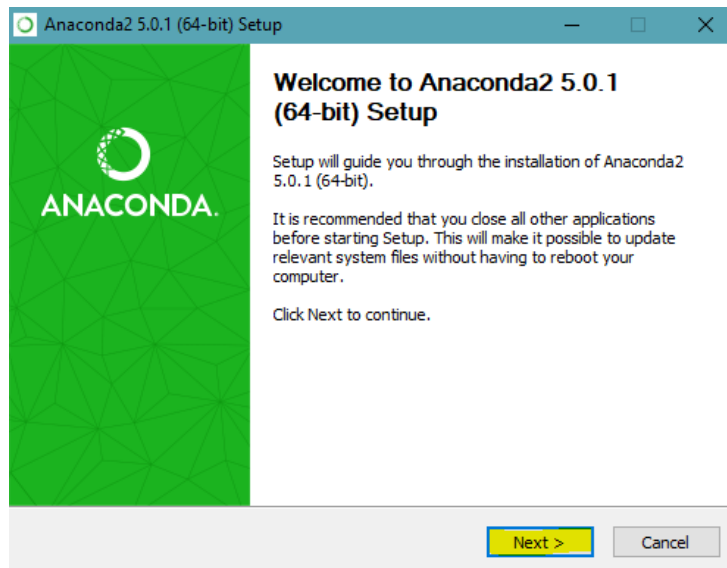 Anaconda2 5.0.1 (64-bit) Setup
Welcome to Anaconda2 5.0.1
(64-bit) Setup
Setup will guide you through the installation of Anaconda2
5.0.1 (64-bit).
It is recommended that you close all other applications
before starting Setup. This will make it possible to update
relevant system files without having to reboot your
computer.
Click Next to continue.
ANACONDA.
Next >
Cancel